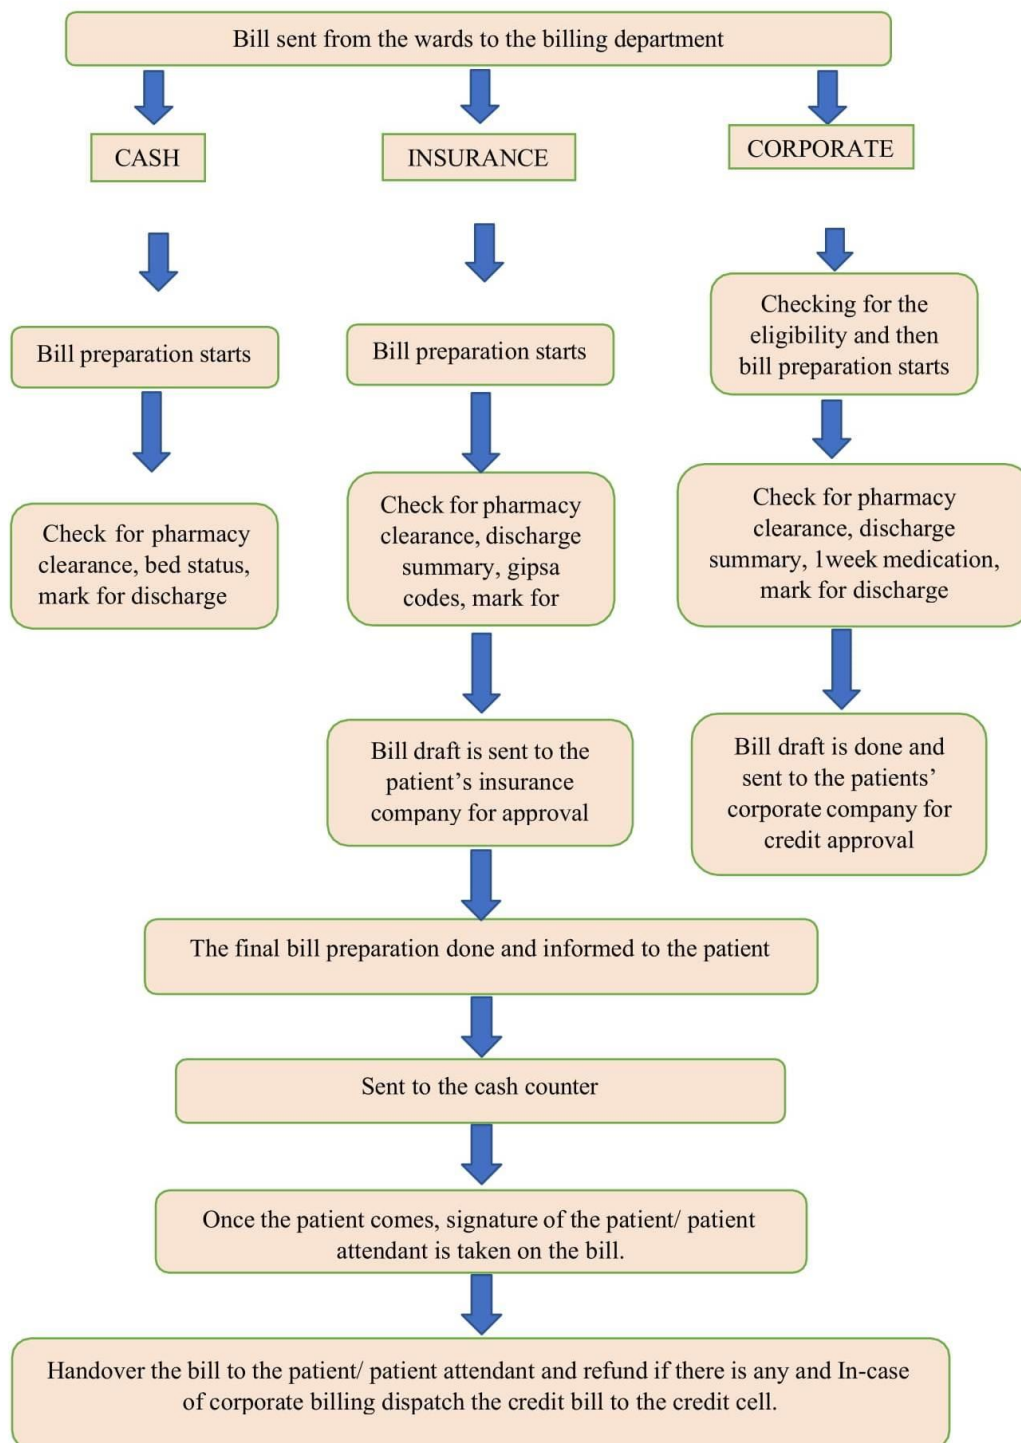 Bill sent from the wards to the billing department
CASH
INSURANCE
CORPORATE
Bill preparation starts
Bill preparation starts
Checking for the
eligibility and then
bill preparation starts
Check for pharmacy
clearance, bed status,
mark for discharge
Check for pharmacy
clearance, discharge
summary, gipsa
codes, mark for
Check for pharmacy
clearance, discharge
summary, 1week medication,
mark for discharge
Bill draft is sent to the
patient’s insurance
company for approval
Bill draft is done and
sent to the patients’
corporate company for
credit approval
The final bill preparation done and informed to the patient
Sent to the cash counter
Once the patient comes, signature of the patient/ patient
attendant is taken on the bill.
Handover the bill to the patient/ patient attendant and refund if there is any and In-case
of corporate billing dispatch the credit bill to the credit cell.